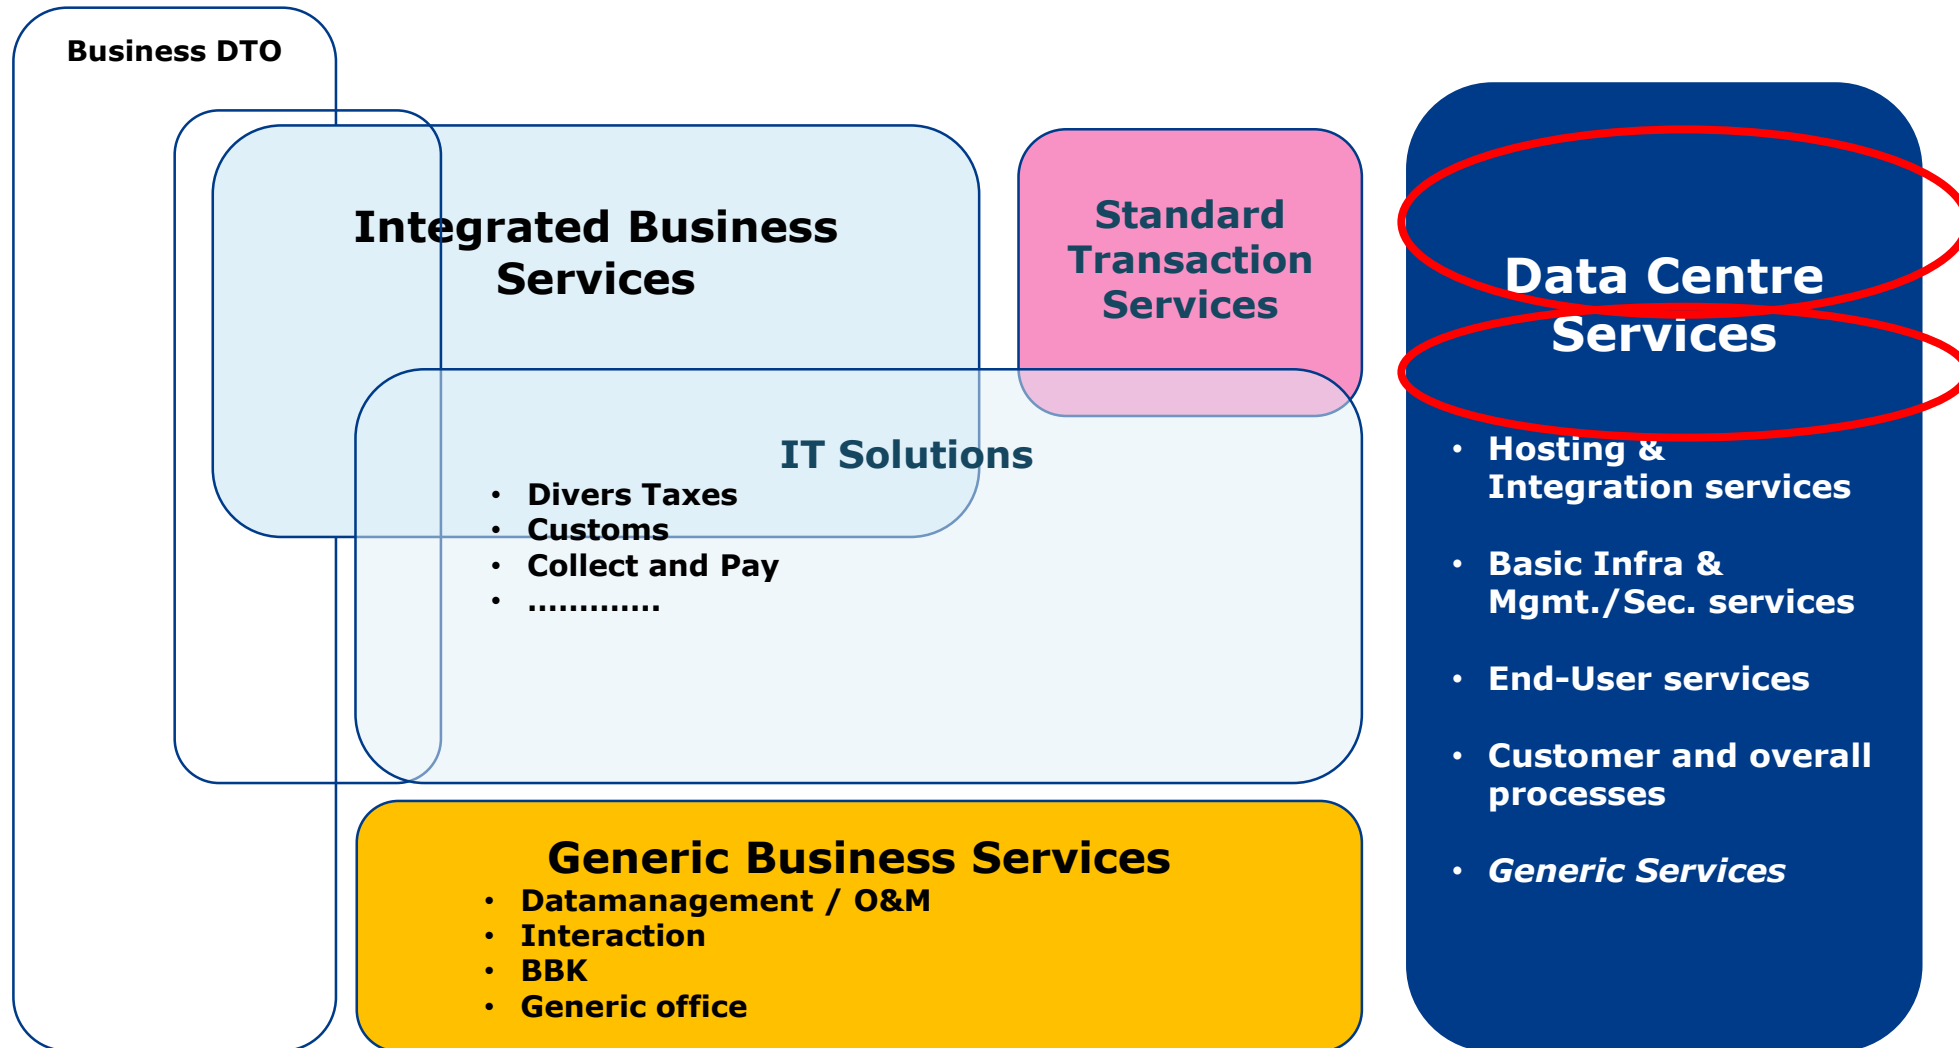 Business DTO
Integrated Business
Services
Standard
Transaction
Services
IT Solutions
• Divers Taxes
• Customs
• Collect and Pay
• .............
Generic Business Services
• Datamanagement / O&M
• Interaction
• BBK
• Generic office
Data Centre
Services
• Hosting &
Integration services
• Basic Infra &
Mgmt./Sec. services
• End-User services
• Customer and overall
processes
• Generic Services